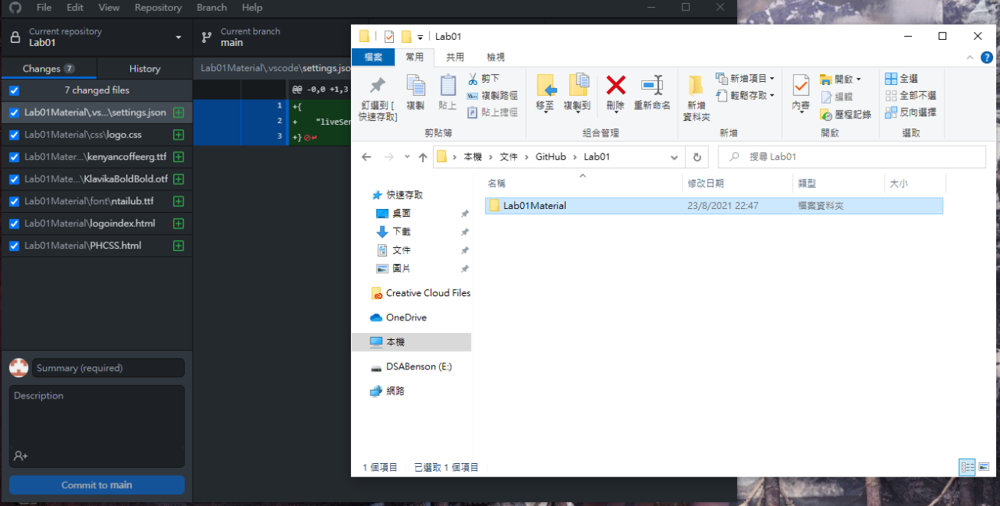 File Edit View Repository Branch Help
Current repository
Lab01
Current branch
main
Changes 7 History
7 changed files
Lab01Material\.vs...\settings.json
Lab01Material\css\logo.css
Lab01Mater...\kenyancoffeerg.ttf
Lab01Mate...\KlavikaBoldBold.otf
Lab01Material\font\ntailub.ttf
Lab01Material\logoindex.html
Lab01Material\PHCSS.html
Summary (required)
Description
Commit to main
Lab01Material\.vscode\settings.jso
@@ -0,0 +1,3
1 +{
2 + "liveSer
3 +}
Lab01
檔案 常用 共用 檢視
釘選到 [
快速存取]
複製
貼上
剪下
複製路徑
貼上捷徑
剪貼簿
移至
複製到
刪除
重新命名
組合管理
新增
資料夾
新增項目
輕鬆存取
新增
內容
開啟
編輯
歷程記錄
開啟
全選
全部不選
反向選擇
選取
本機 文件 GitHub Lab01
搜尋 Lab01
快速存取
桌面
下載
文件
圖片
Creative Cloud Files
OneDrive
本機
DSABenson (E:)
網路
名稱 修改日期 類型 大小
Lab01Material 23/8/2021 22:47 檔案資料夾
1 個項目 已選取 1 個項目